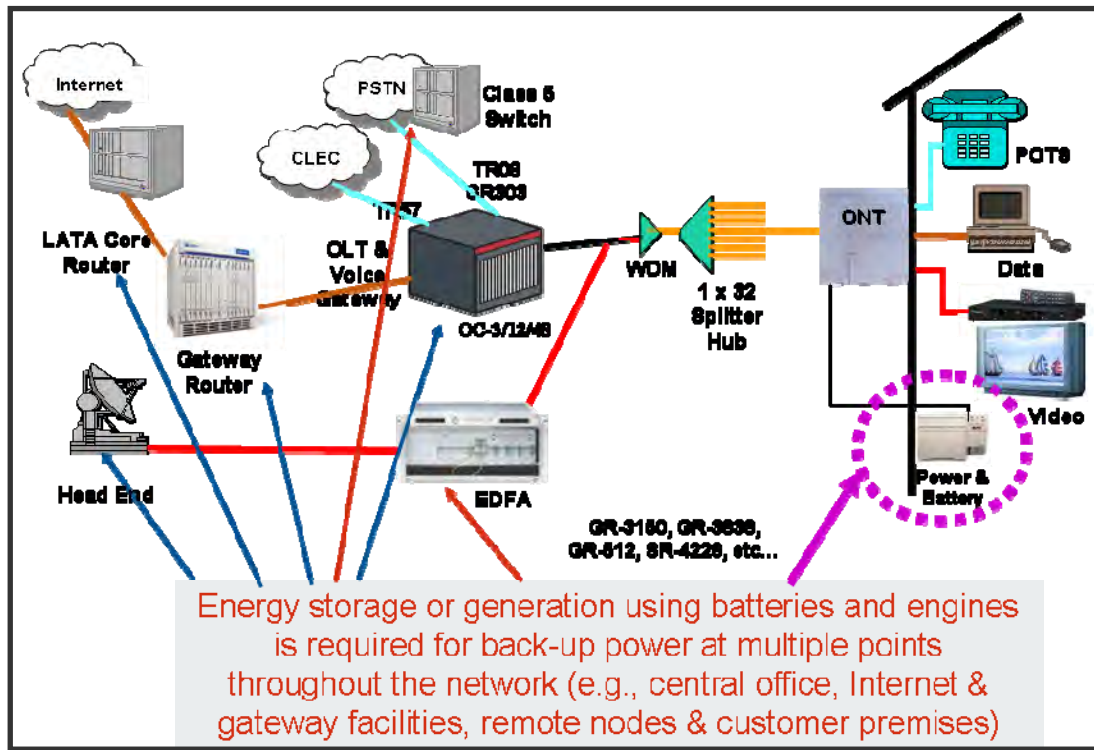 Internet
PSTN
Class 5
Switch
CLEC
TR08
GR303
POTS
ONT
LATA Core
Router
OLT &
Voice
Gateway
WDM
Data
1 x 32
Splitter
Hub
OC-3/12/48
Gateway
Router
Video
Head End
EDFA
Power &
Battery
GR-3150,
GR-512, SR-4228, etc...
Energy storage or generation using batteries and engines
is required for back-up power at multiple points
throughout the network (e.g., central office, Internet &
gateway facilities, remote nodes & customer premises)